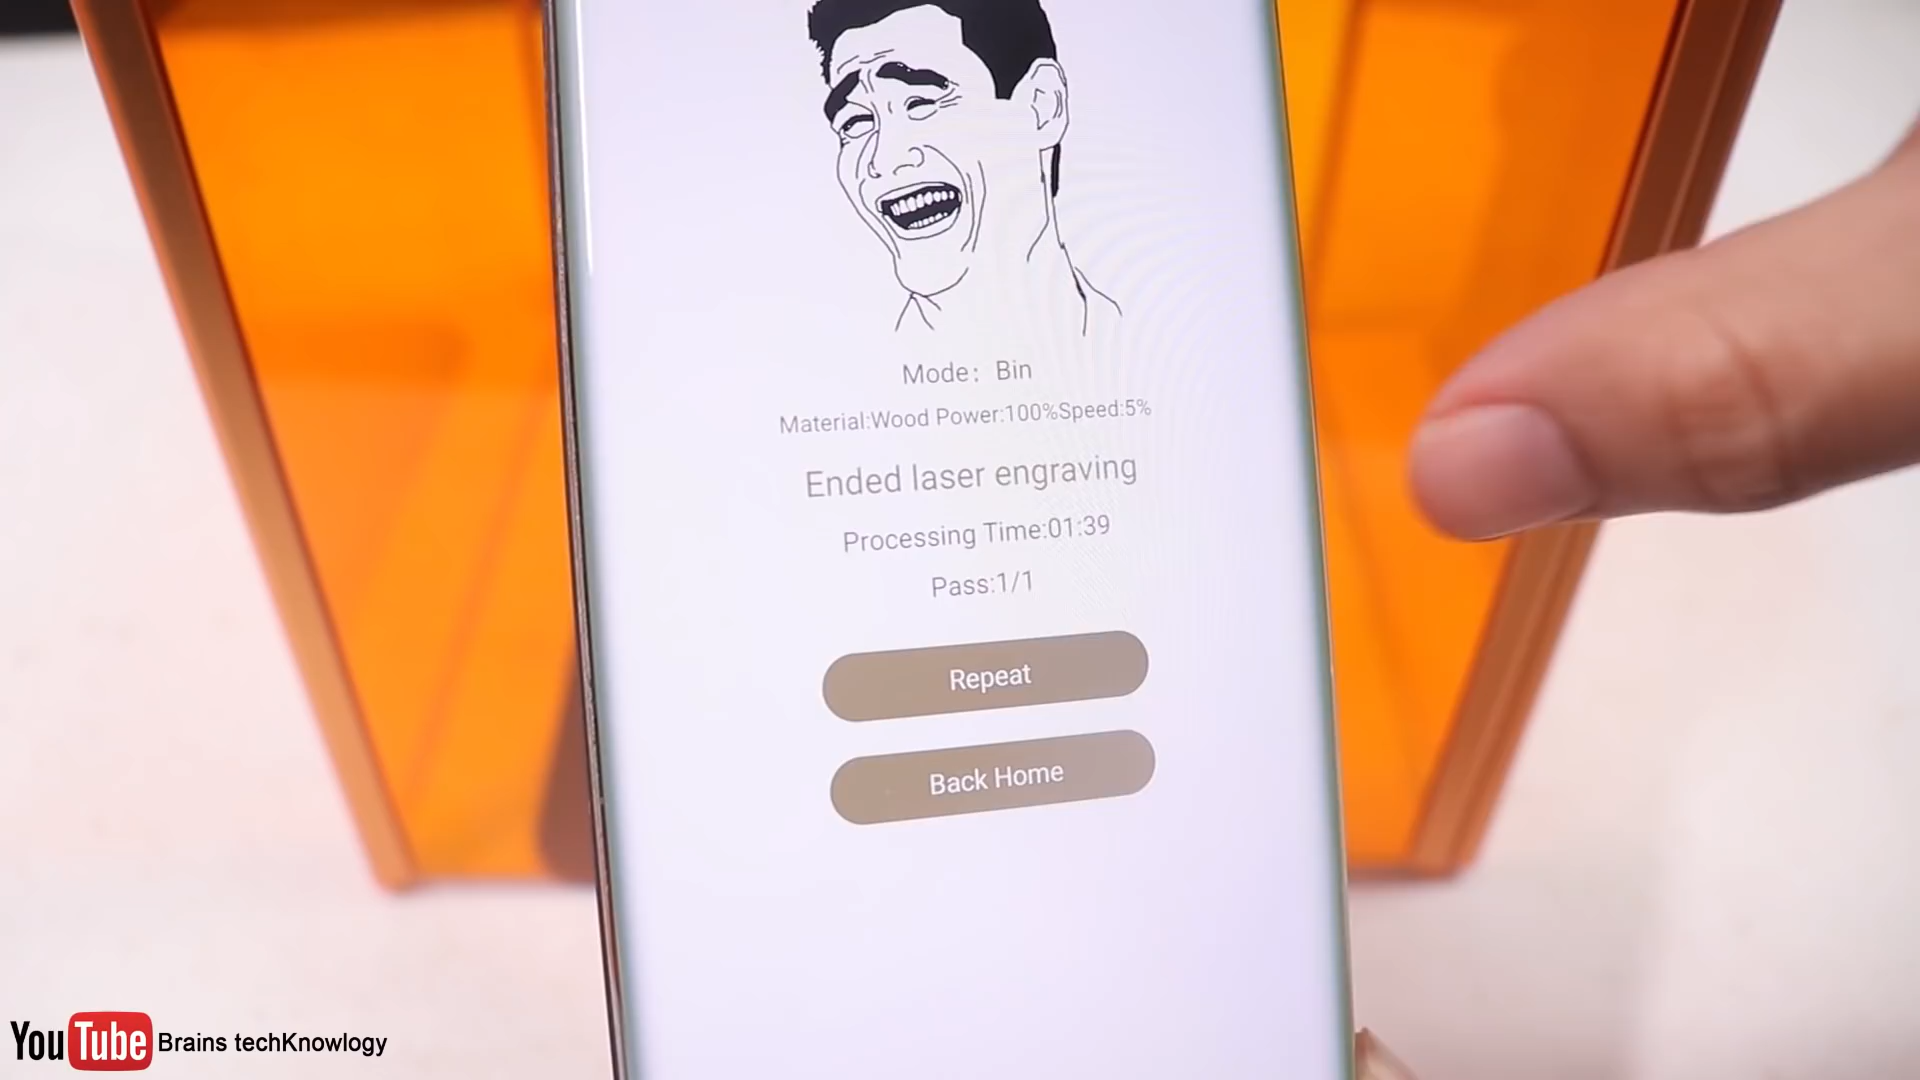 Mode： Bin
Material:Wood Power:100%Speed:5%
Ended laser engraving
Processing Time:01:39
Pass:1/1
Repeat
Back Home
YouTube Brains techKnowlogy